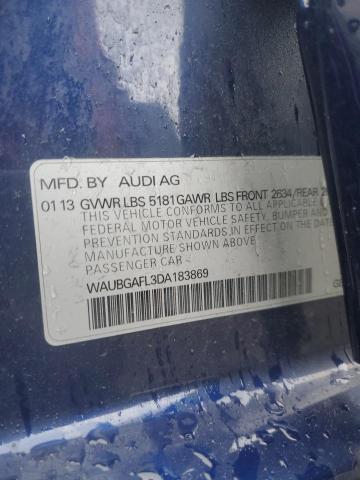 MFD. BY AUDI AG
01 13 GVWR LBS 5181 GAWR LBS FRONT 2634/REAR
THIS VEHICLE CONFORMS TO ALL APPLICABLE
FEDERAL MOTOR VEHICLE SAFETY, BUMPER AND
THEFT PREVENTION STANDARDS IN EFFECT
ON THE DATE OF MANUFACTURE SHOWN ABOVE
PASSENGER CAR
WAUBGAFL3DA183869